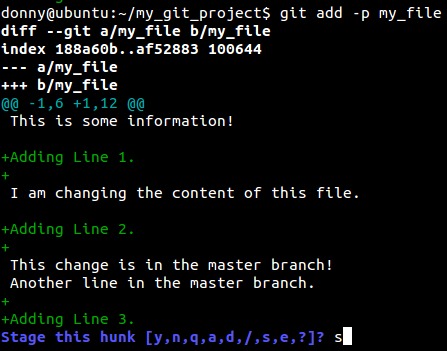 donny@ubuntu:~/my_git_project$ git add -p my_file
diff --git a/my_file b/my_file
index 188a60b..af52883 100644
--- a/my_file
+++ b/my_file
@@ -1,6 +1,12 @@
 This is some information!

+Adding Line 1.
+
 I am changing the content of this file.

+Adding Line 2.
+
 This change is in the master branch!
 Another line in the master branch.
+
+Adding Line 3.
Stage this hunk [y,n,q,a,d,/,s,e,?]? s